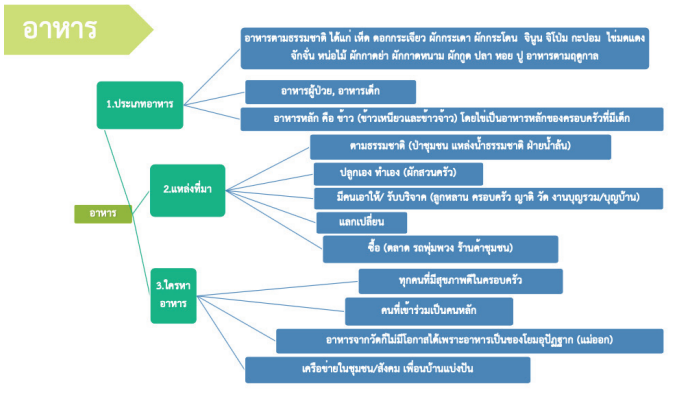 อาหาร
อาหารตามธรรมชาติ ได้แก่ เห็ด ดอกกระเจียว ผักกระเดา ผักกระโดน จินูน จิโป่ม กะปอม ไข่มดแดง
จักจั่น หน่อไม้ ผักกาดย่า ผักกาดหนาม ผักกูด ปลา หอย ปู อาหารตามฤดูกาล
อาหารผู้ป่วย, อาหารเด็ก
1.ประเภทอาหาร
อาหารหลัก คือ ข้าว (ข้าวเหนียวและข้าวจ้าว) โดยไข่เป็นอาหารหลักของครอบครัวที่มีเด็ก
ตามธรรมชาติ (ป่าชุมชน แหล่งน้ำธรรมชาติ ฝ่ายน้ำล้น)
ปลูกเอง ทำเอง (ผักสวนครัว)
2.แหล่งที่มา
มีคนเอาให้/ รับบริจาค (ลูกหลาน ครอบครัว ญาติ วัด งานบุญรวม/บุญบ้าน)
อาหาร
แลกเปลี่ยน
ซื้อ (ตลาด รถพุ่มพวง ร้านค้าชุมชน)
ทุกคนที่มีสุขภาพดีในครอบครัว
3.ใครหา
อาหาร
คนที่เข้าร่วมเป็นคนหลัก
อาหารจากวัดก็ไม่มีโอกาสได้เพราะอาหารเป็นของโยมอุปัฏฐาก (แม่ออก)
เครือข่ายในชุมชน/สังคม เพื่อนบ้านแบ่งปัน